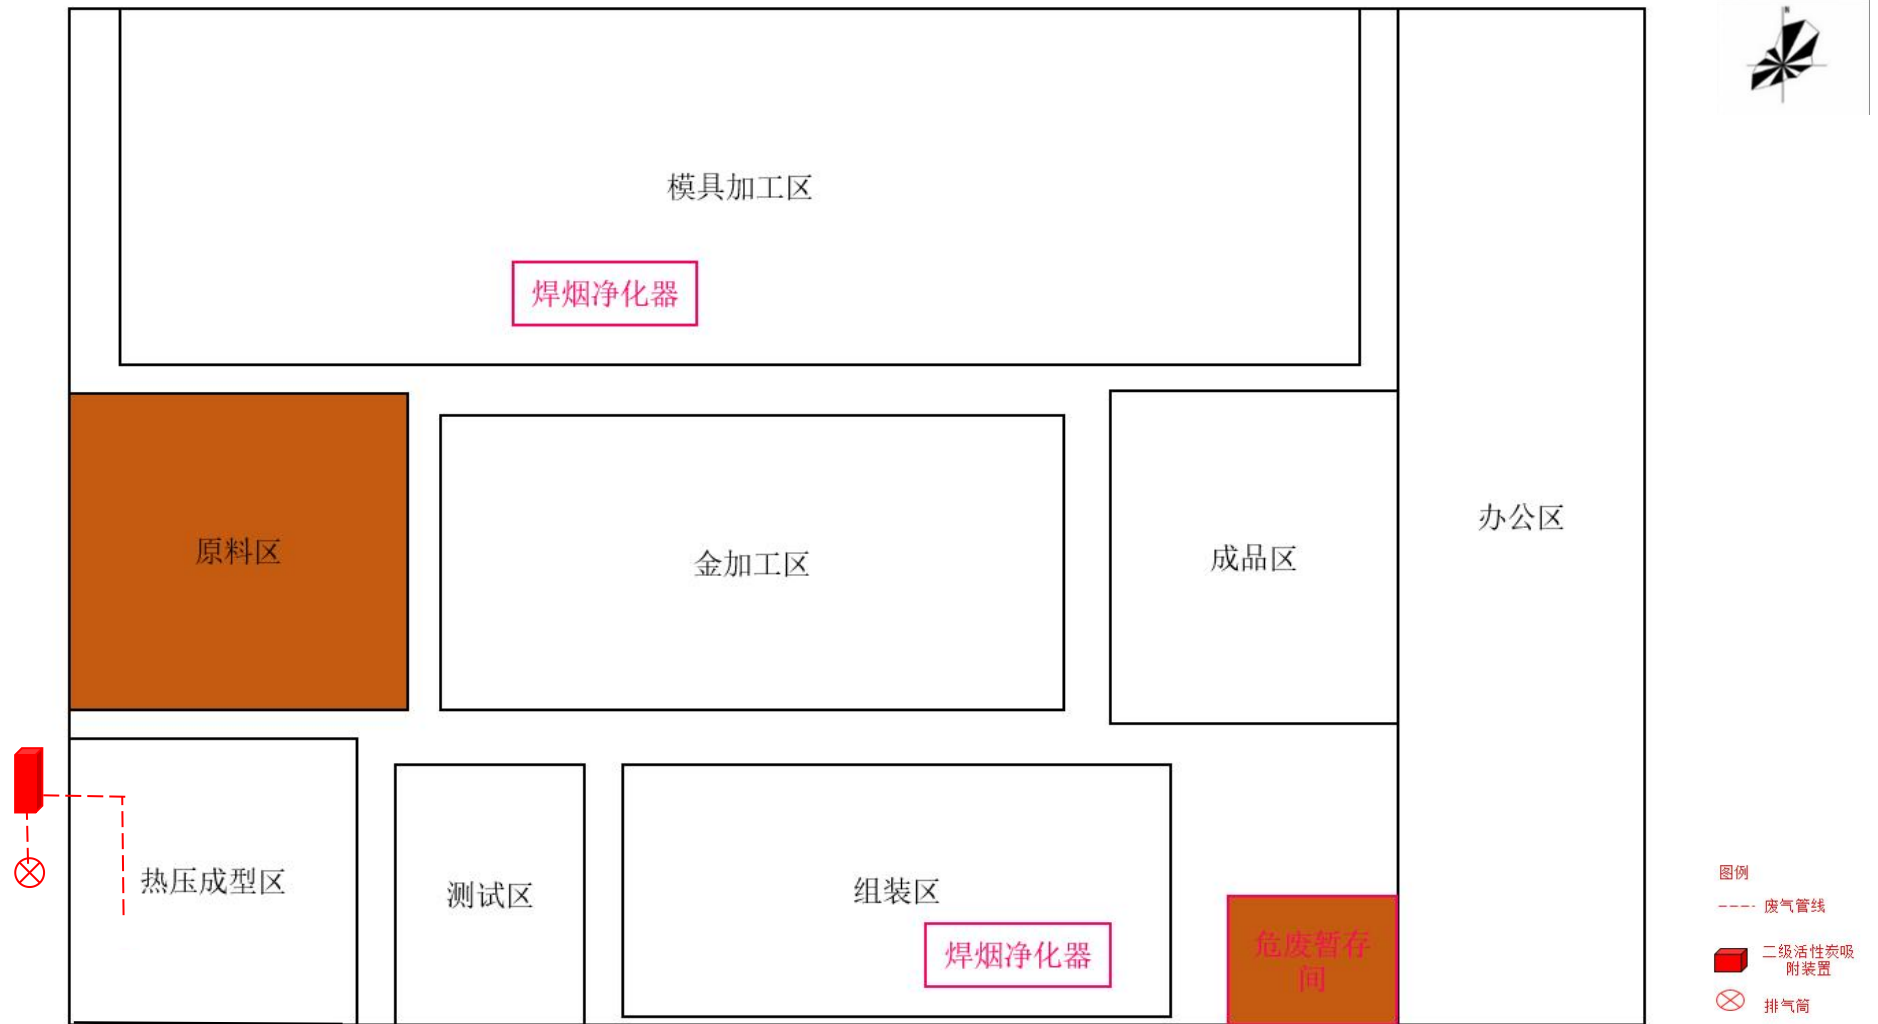 N
模具加工区
焊烟净化器
原料区
金加工区
成品区
办公区
热压成型区
测试区
组装区
焊烟净化器
危废暂存
间
图例
废气管线
二级活性炭吸
附装置
排气筒